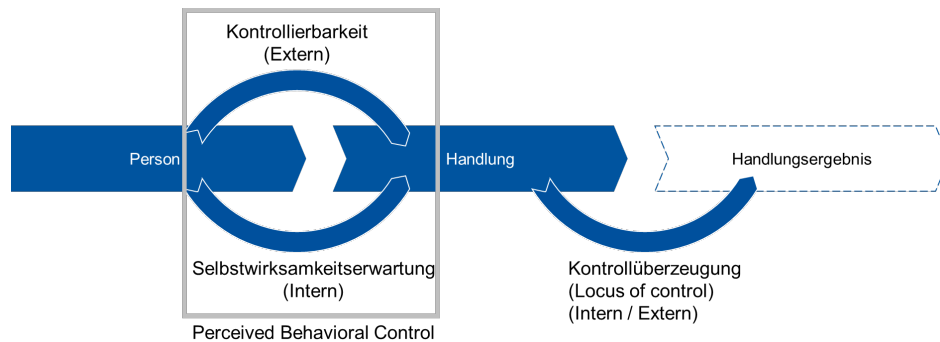 Kontrollierbarkeit
(Extern)
Person
Handlung
Handlungsergebnis
Selbstwirksamkeitserwartung
(Intern)
Kontrollüberzeugung
(Locus of control)
(Intern / Extern)
Perceived Behavioral Control